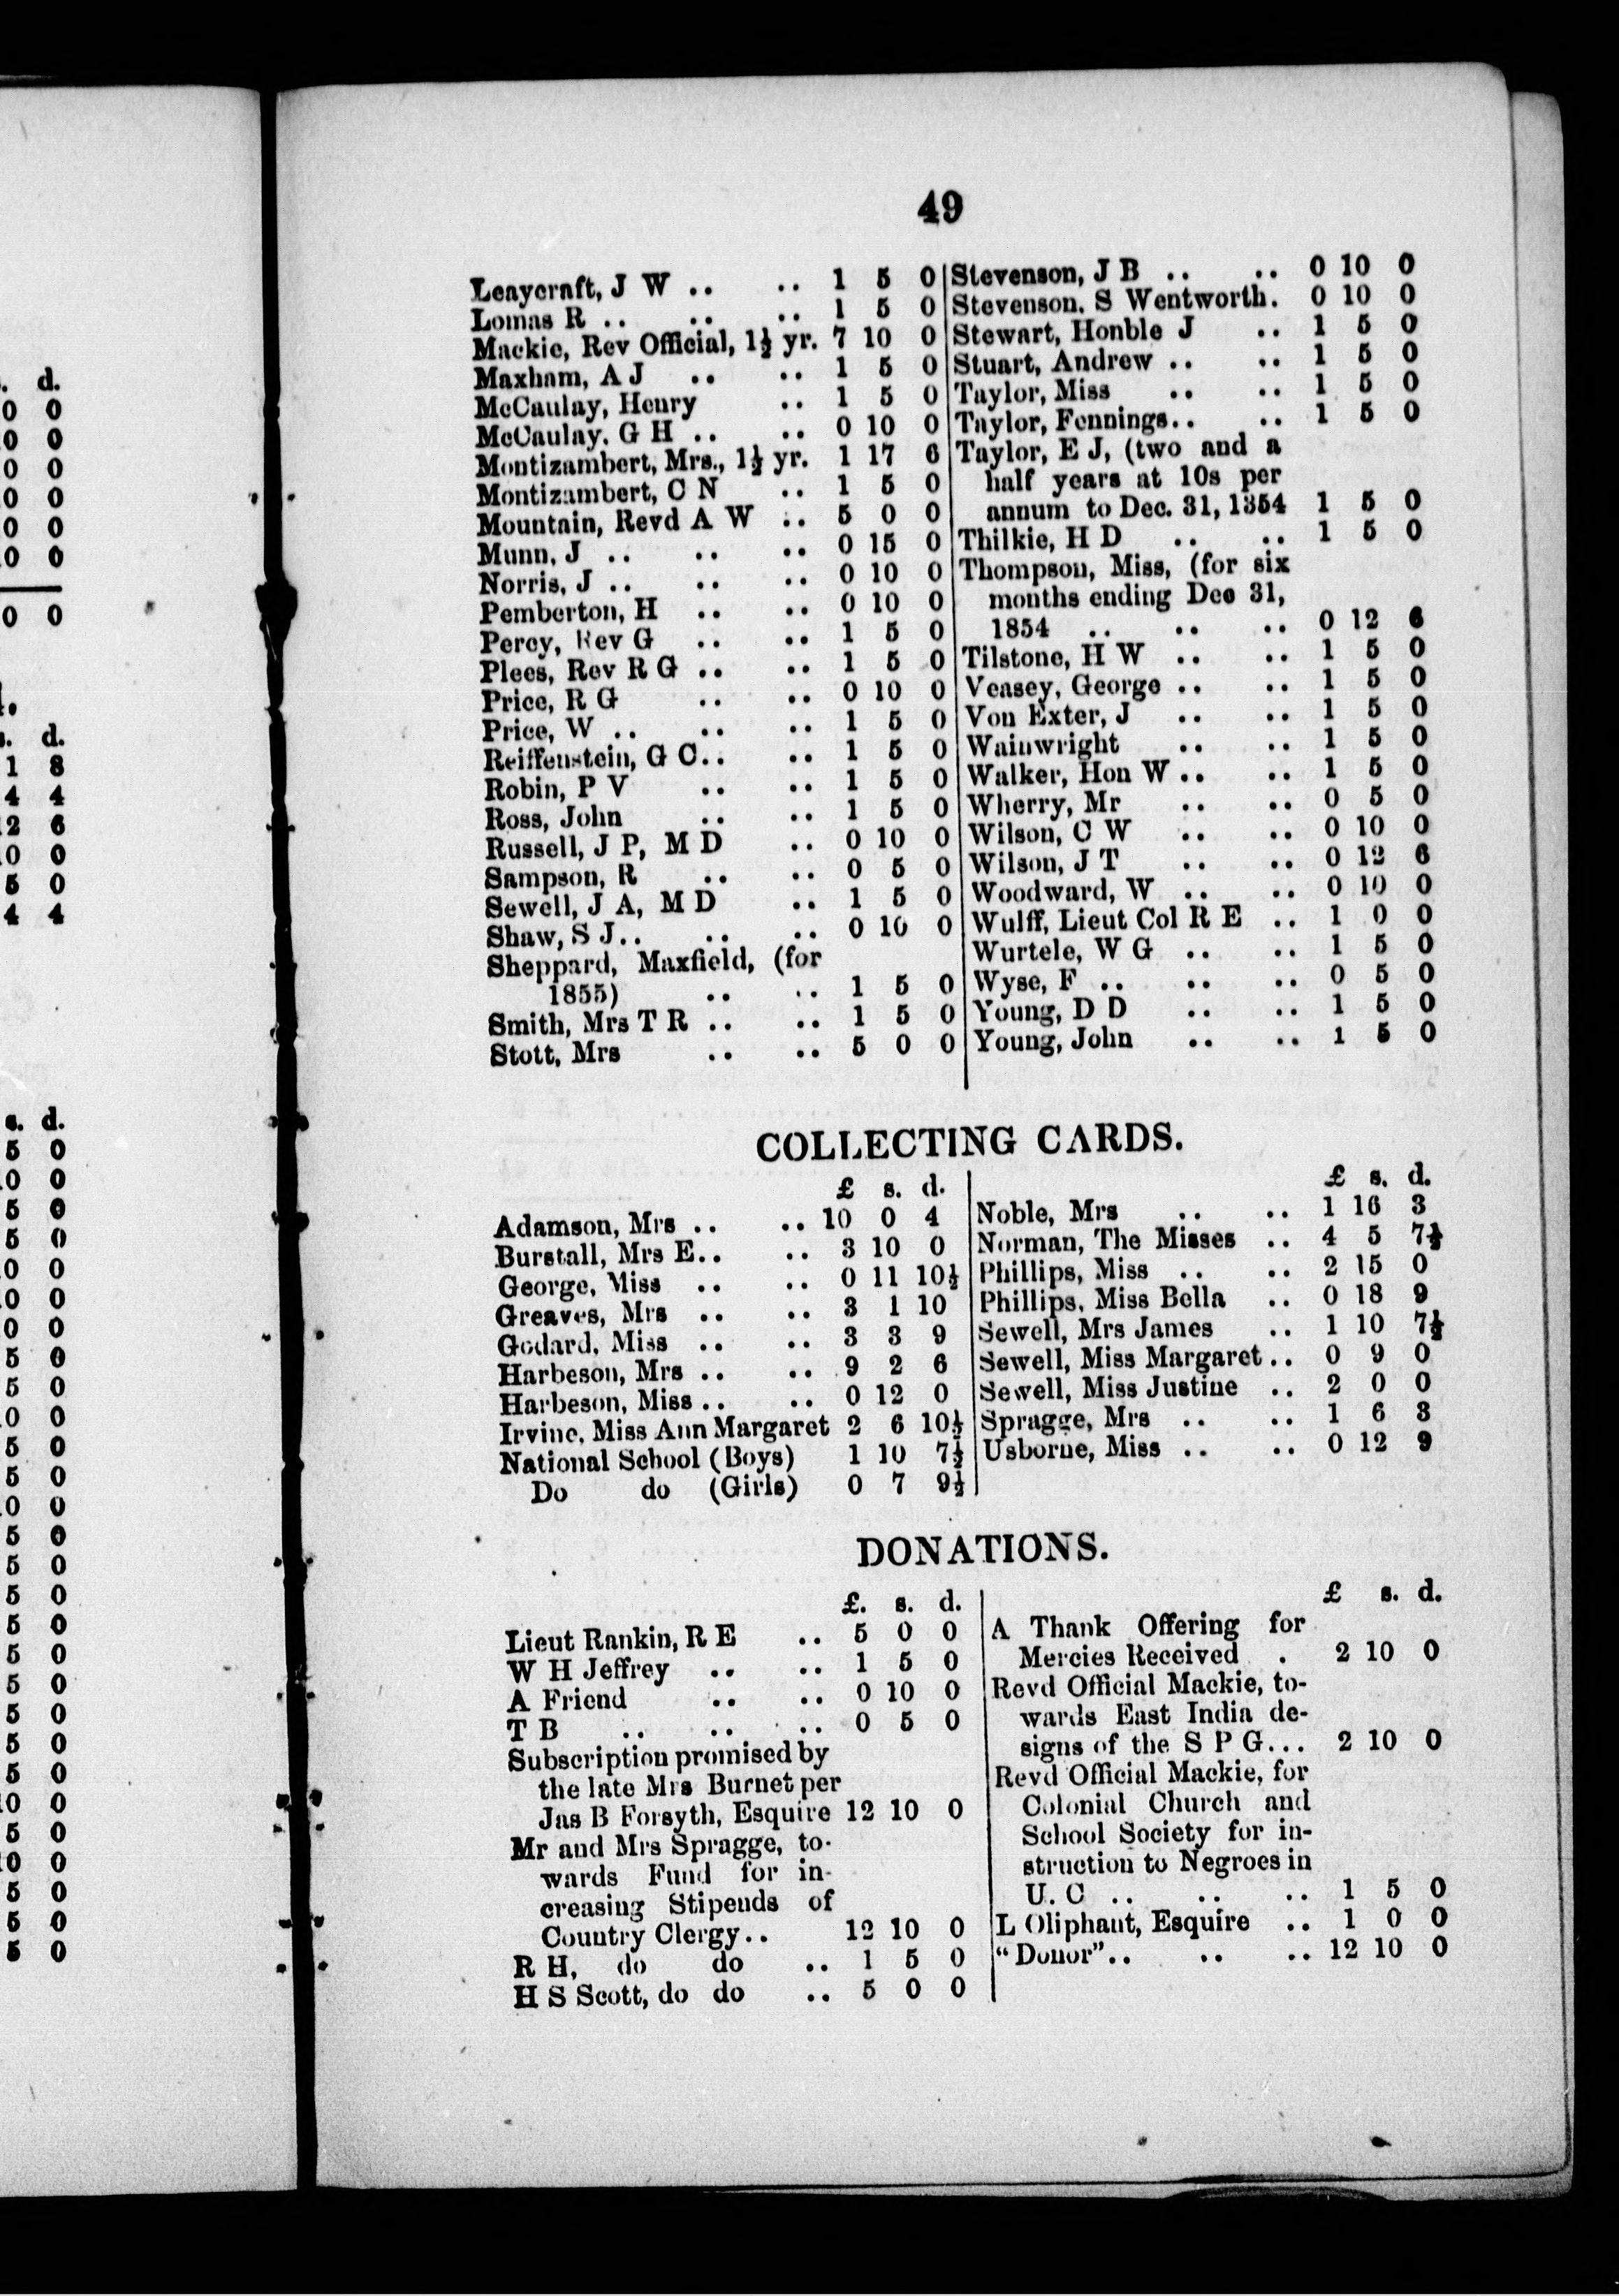 49
Leaycraft, J W .. .. 1 5 0
Lomas R .. .. .. 1 5 0
Mackie, Rev Official, 1½ yr. 7 10 0
Maxham, A J .. .. 1 5 0
McCaulay, Henry .. 1 5 0
McCaulay. G H .. .. 0 10 0
Montizambert, Mrs., 1½ yr. 1 17 6
Montizambert, C N .. 1 5 0
Mountain, Revd A W .. 5 0 0
Munn, J .. .. .. 0 15 0
Norris, J .. .. .. 0 10 0
Pemberton, H .. .. 0 10 0
Percy, Rev G .. .. 1 5 0
Plees, Rev R G .. .. 1 5 0
Price, R G .. .. 0 10 0
Price, W .. .. .. 1 5 0
Reiffenstein, G C.. .. 1 5 0
Robin, P V .. .. 1 5 0
Ross, John .. .. 1 5 0
Russell, J P, M D .. 0 10 0
Sampson, R .. .. 0 5 0
Sewell, J A, M D .. 1 5 0
Shaw, S J.. .. .. 0 10 0
Sheppard, Maxfield, (for
1855) .. .. 1 5 0
Smith, Mrs T R .. .. 1 5 0
Stott, Mrs .. .. 5 0 0
Stevenson, J B .. .. 0 10 0
Stevenson. S Wentworth. 0 10 0
Stewart, Honble J .. 1 5 0
Stuart, Andrew .. .. 1 5 0
Taylor, Miss .. .. 1 5 0
Taylor, Fennings.. .. 1 5 0
Taylor, E J, (two and a
half years at 10s per
annum to Dec. 31, 1354 1 5 0
Thilkie, H D .. .. 1 5 0
Thompson, Miss, (for six
months ending Dec 31,
1854 .. .. .. 0 12 6
Tilstone, H W .. .. 1 5 0
Veasey, George .. .. 1 5 0
Von Exter, J .. .. 1 5 0
Wainwright .. .. 1 5 0
Walker, Hon W .. .. 1 5 0
Wherry, Mr .. .. 0 5 0
Wilson, C W .. .. 0 10 0
Wilson, J T .. .. 0 12 6
Woodward, W .. .. 0 10 0
Wulff, Lieut Col R E .. 1 0 0
Wurtele, W G .. .. 1 5 0
Wyse, F .. .. .. 0 5 0
Young, D D .. .. 1 5 0
Young, John .. .. 1 5 0
COLLECTING CARDS.
£ s. d.
Adamson, Mrs .. .. 10 0 4
Burstall, Mrs E.. .. 3 10 0
George, Miss .. .. 0 11 10½
Greaves, Mrs .. .. 3 1 10
Godard, Miss .. .. 3 3 9
Harbeson, Mrs .. .. 9 2 6
Harbeson, Miss .. .. 0 12 0
Irvine, Miss Ann Margaret 2 6 10½
National School (Boys) 1 10 7½
Do do (Girls) 0 7 9½
£ s. d.
Noble, Mrs .. .. 1 16 3
Norman, The Misses .. 4 5 7½
Phillips, Miss .. .. 2 15 0
Phillips, Miss Bella .. 0 18 9
Sewell, Mrs James .. 1 10 7½
Sewell, Miss Margaret .. 0 9 0
Sewell, Miss Justine .. 2 0 0
Spragge, Mrs .. .. 1 6 3
Usborne, Miss .. .. 0 12 9
DONATIONS.
£. s. d.
Lieut Rankin, R E .. 5 0 0
W H Jeffrey .. .. 1 5 0
A Friend .. .. 0 10 0
T B .. .. .. 0 5 0
Subscription promised by
the late Mrs Burnet per
Jas B Forsyth, Esquire 12 10 0
Mr and Mrs Spragge, to-
wards Fund for in-
creasing Stipends of
Country Clergy.. 12 10 0
R H, do do .. 1 5 0
H S Scott, do do .. 5 0 0
£ s. d.
A Thank Offering for
Mercies Received . 2 10 0
Revd Official Mackie, to-
wards East India de-
signs of the S P G... 2 10 0
Revd Official Mackie, for
Colonial Church and
School Society for in-
struction to Negroes in
U. C .. .. .. 1 5 0
L Oliphant, Esquire .. 1 0 0
"Donor".. .. .. 12 10 0